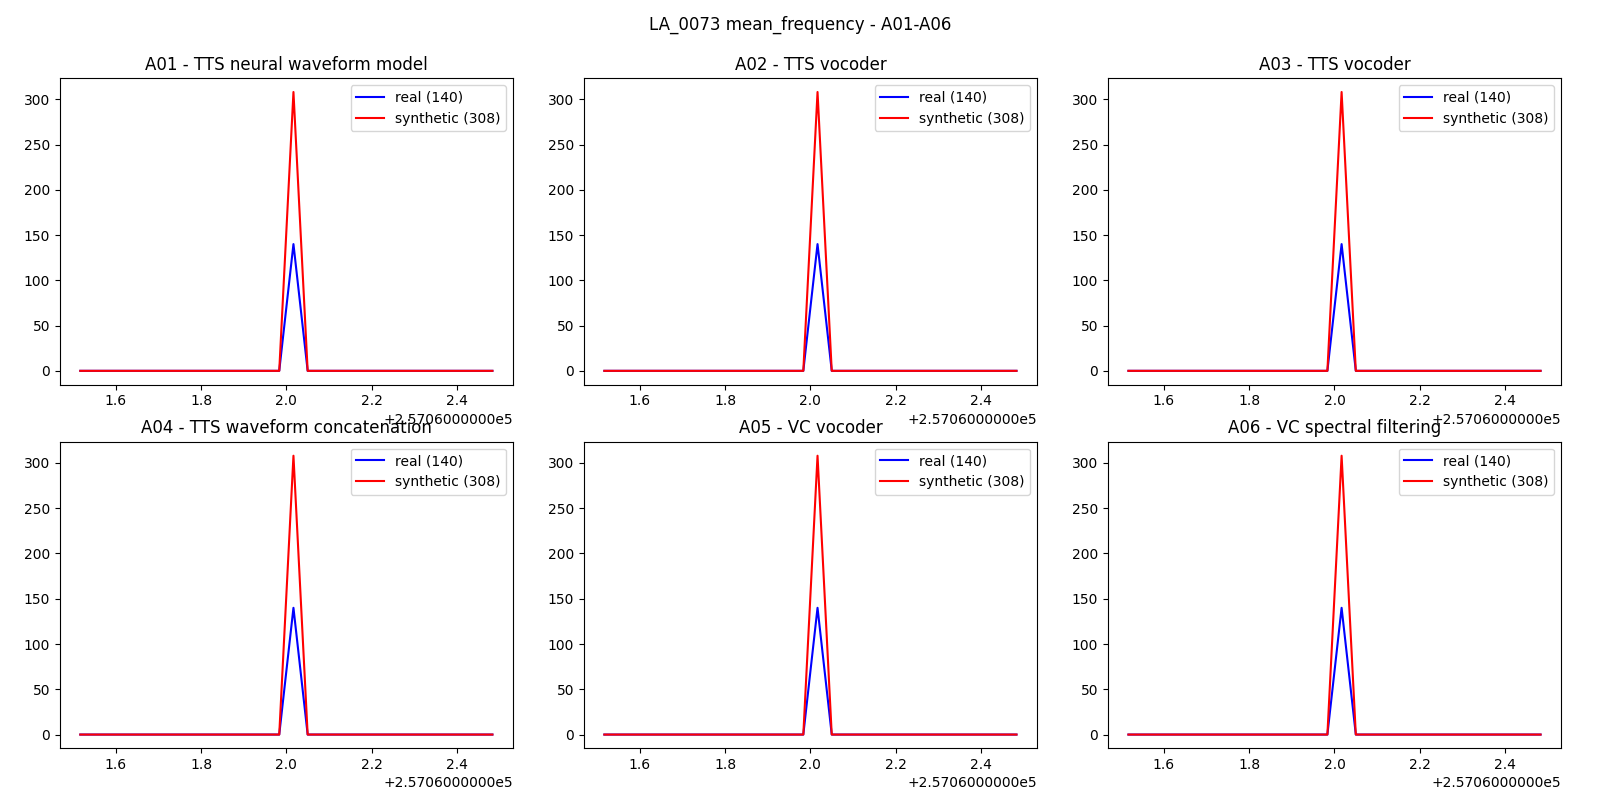 LA_0073 mean_frequency - A01-A06
A01 - TTS neural waveform model
300
250
200
150
100
50
0
real (140)
synthetic (308)
1.6 1.8 2.0 2.2 2.4
+2.5706000000e5
A02 - TTS vocoder
300
250
200
150
100
50
0
real (140)
synthetic (308)
1.6 1.8 2.0 2.2 2.4
+2.5706000000e5
A03 - TTS vocoder
300
250
200
150
100
50
0
real (140)
synthetic (308)
1.6 1.8 2.0 2.2 2.4
+2.5706000000e5
A04 - TTS waveform concatenation
300
250
200
150
100
50
0
real (140)
synthetic (308)
1.6 1.8 2.0 2.2 2.4
+2.5706000000e5
A05 - VC vocoder
300
250
200
150
100
50
0
real (140)
synthetic (308)
1.6 1.8 2.0 2.2 2.4
+2.5706000000e5
A06 - VC spectral filtering
300
250
200
150
100
50
0
real (140)
synthetic (308)
1.6 1.8 2.0 2.2 2.4
+2.5706000000e5